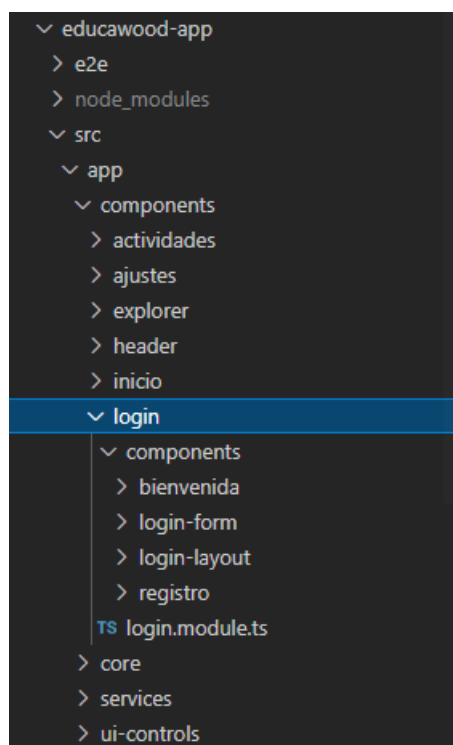 educawood-app
e2e
node_modules
src
app
components
actividades
ajustes
explorer
header
inicio
login
components
bienvenida
login-form
login-layout
registro
TS login.module.ts
core
services
ui-controls